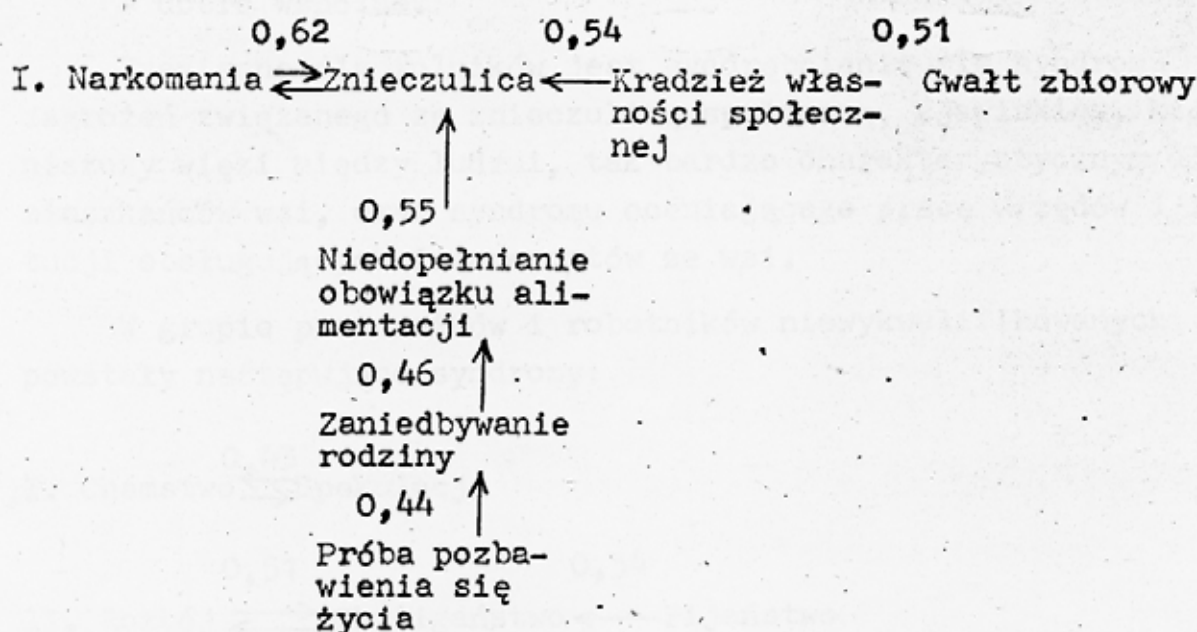 0,62 0,54 0,51
I. Narkomania ⇄ Znieczulica ← Kradzież włas- Gwałt zbiorowy
ności społecz-
nej
0,55
Niedopełnianie
obowiązku ali-
mentacji
0,46
Zaniedbywanie
rodziny
0,44
Próba pozba-
wienia się
życia